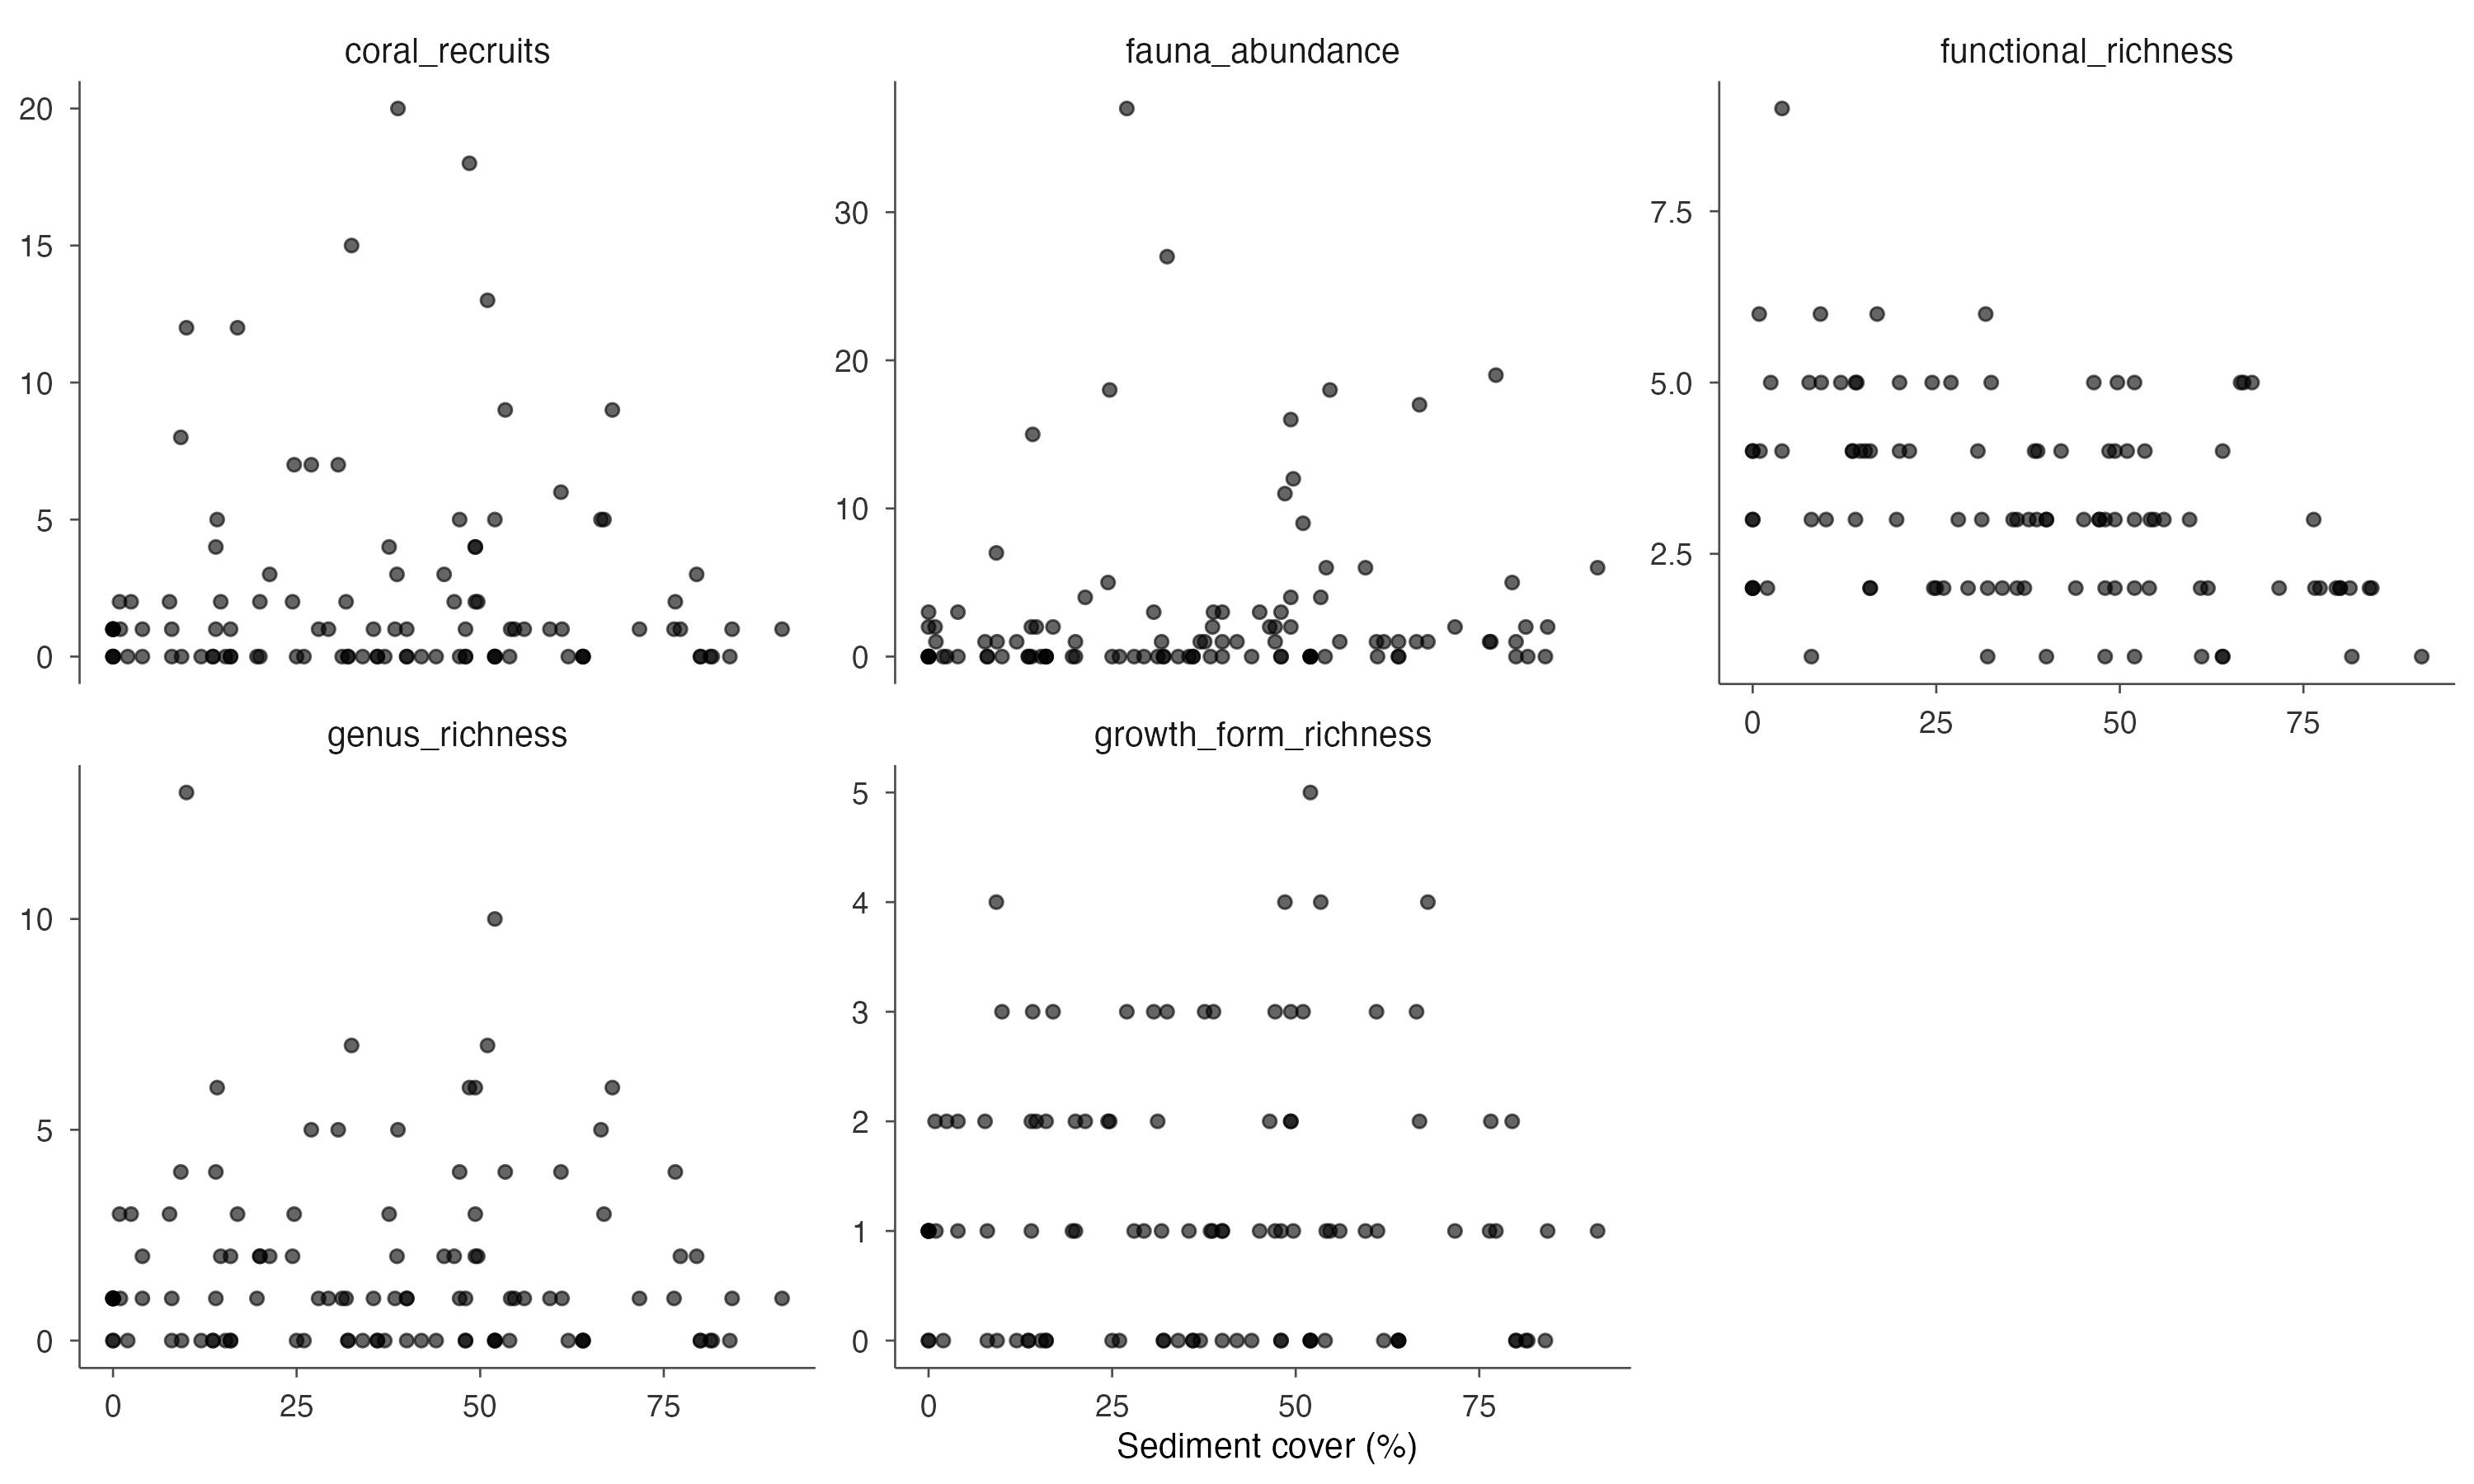 coral_recruits
20
15
10
5
0
fauna_abundance
30
20
10
0
functional_richness
7.5
5.0
2.5
0 25 50 75
genus_richness
10
5
0
0 25 50 75
growth_form_richness
5
4
3
2
1
0
0 25 50 75
Sediment cover (%)